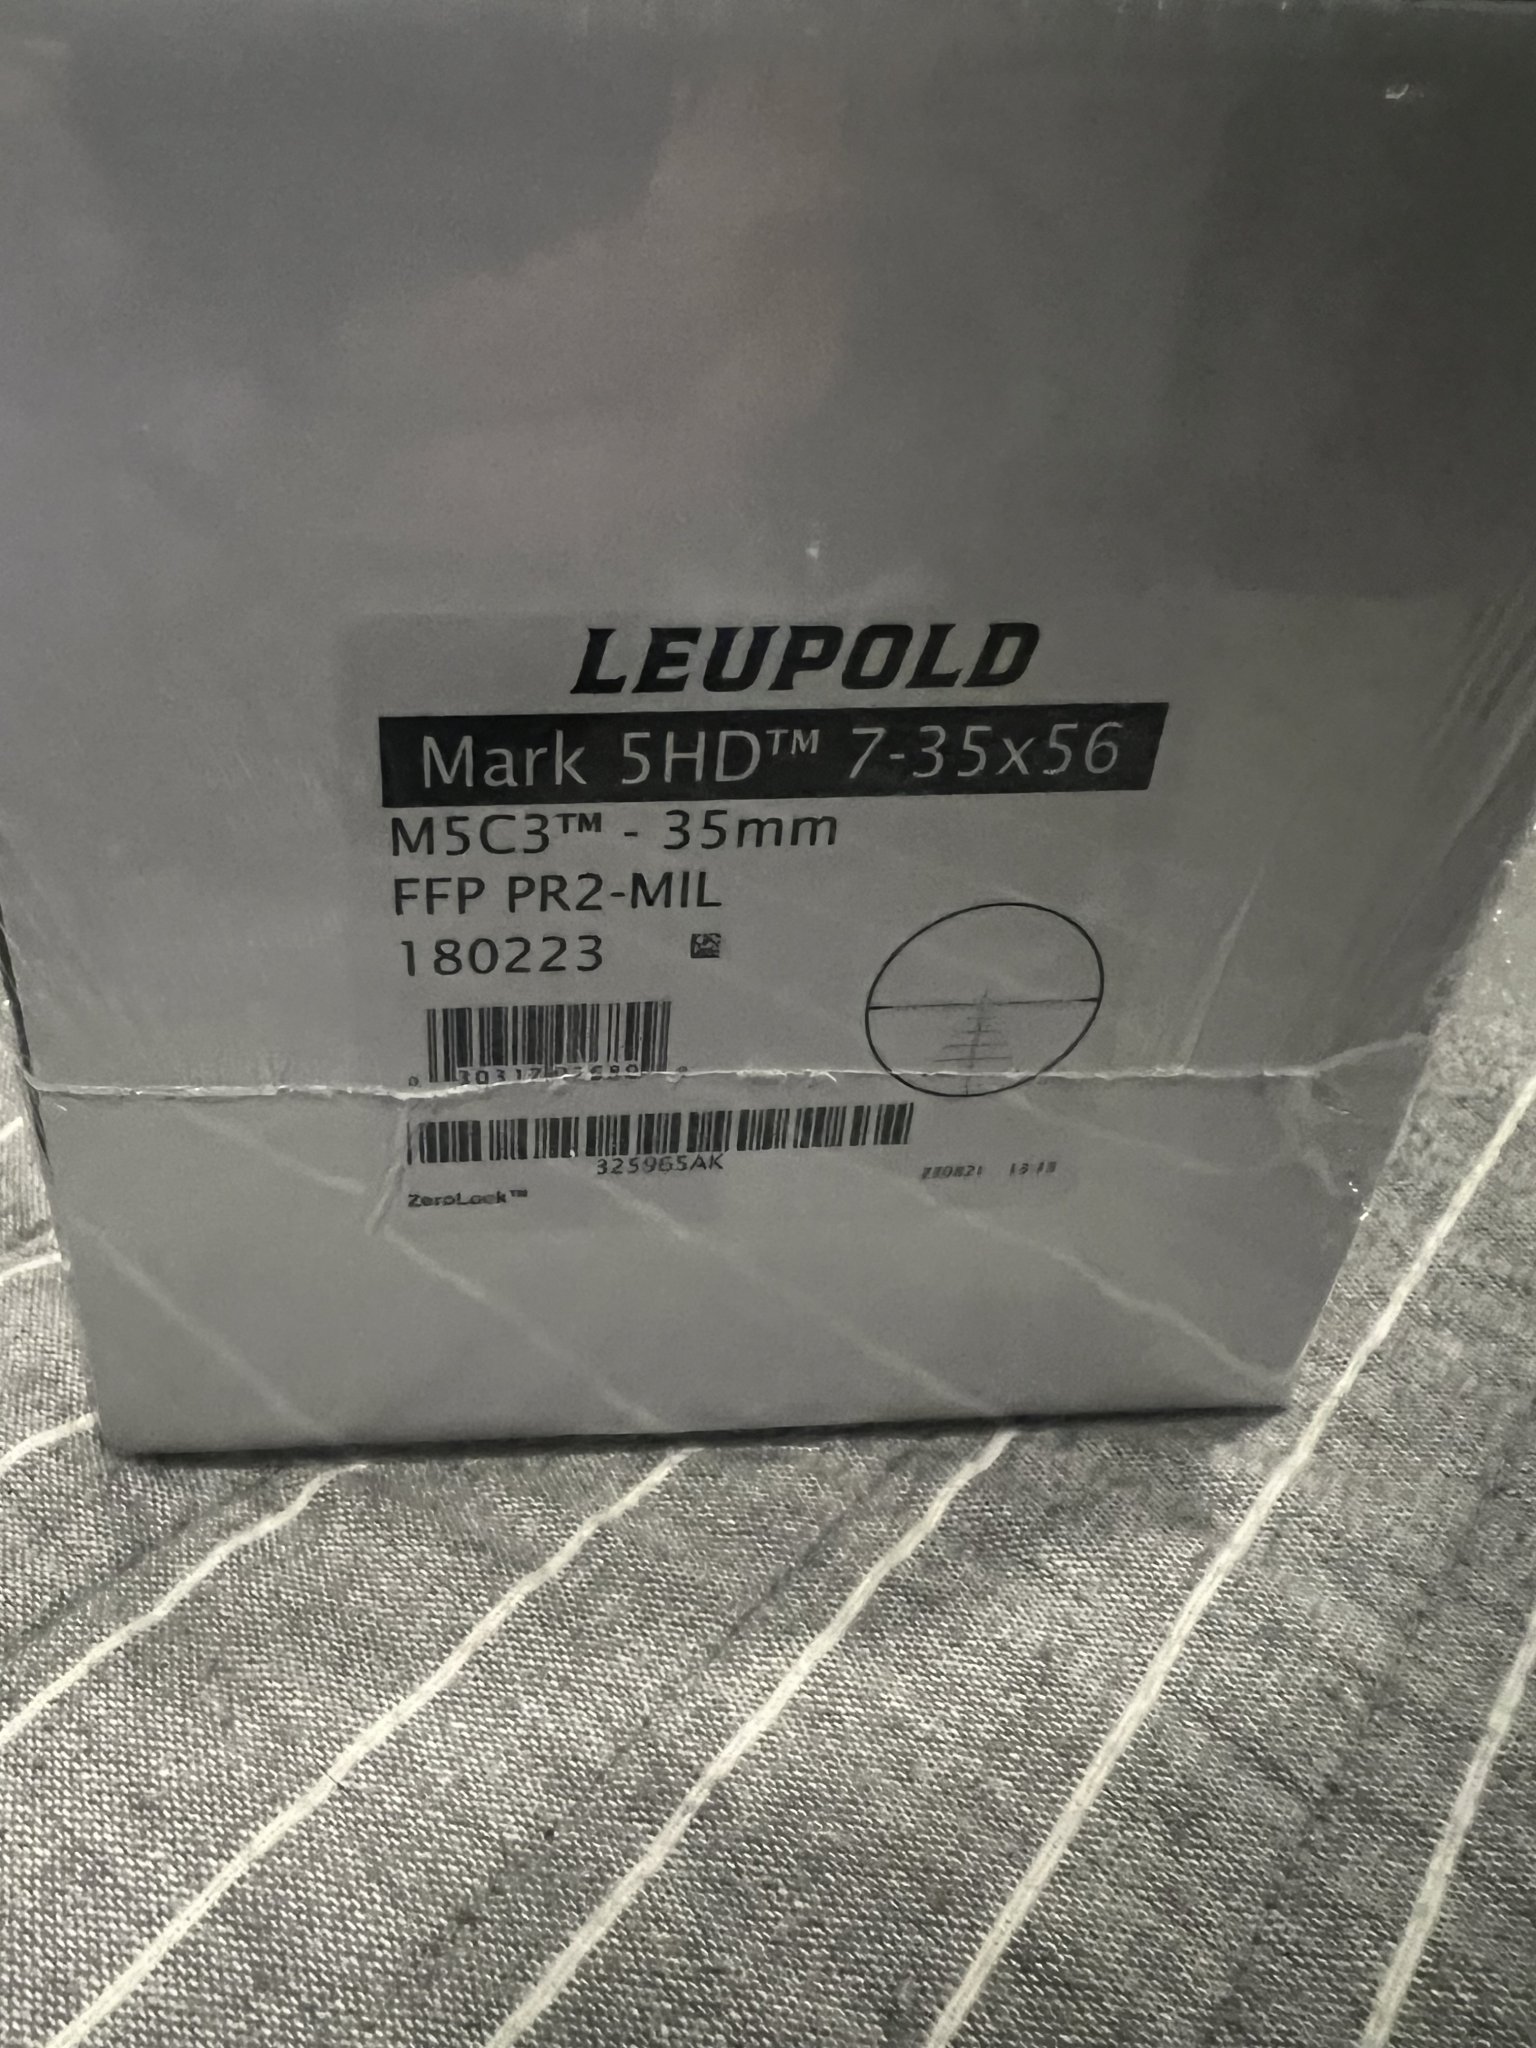 LEUPOLD
Mark 5HD™ 7-35x56
M5C3™ - 35mm
FFP PR2-MIL
180223
325965AK
ZeroLock™